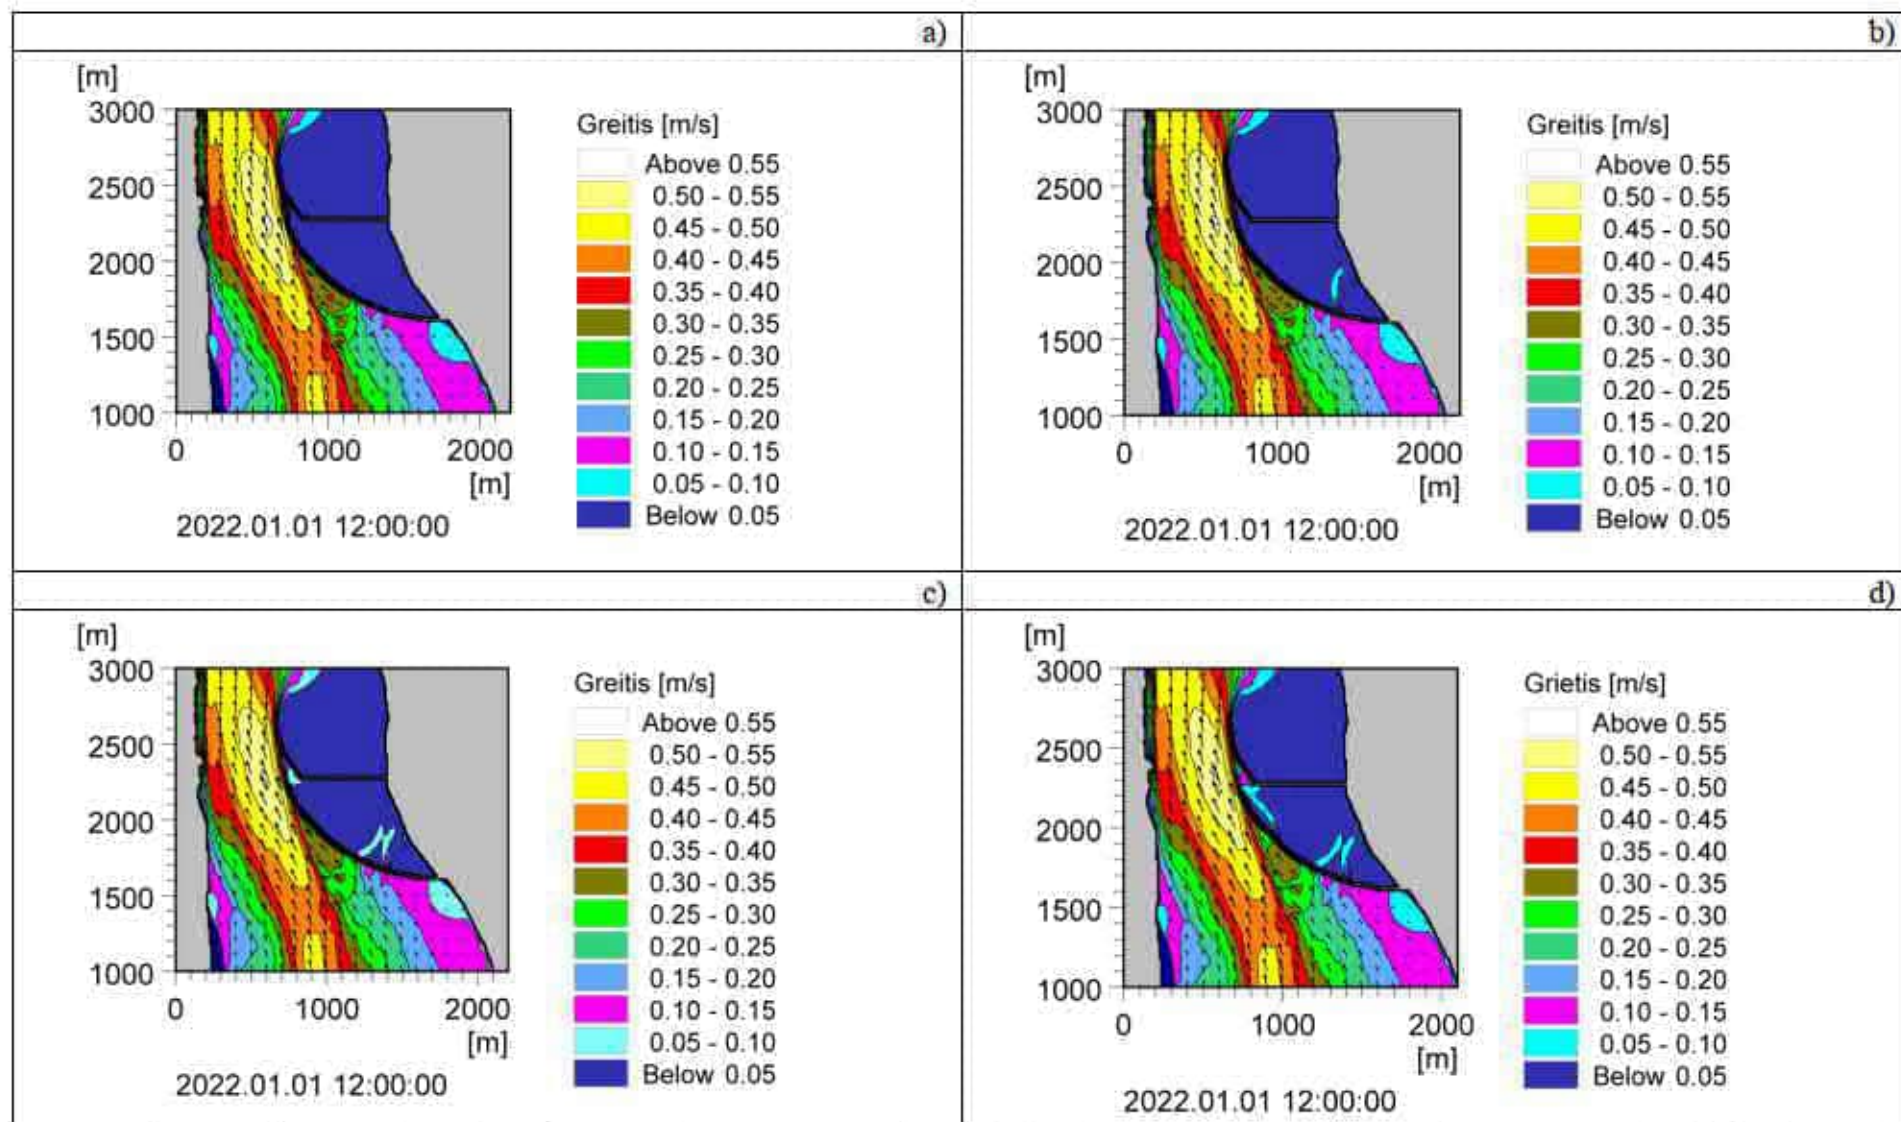 a)
[m]
3000
2500
2000
1500
1000
0 1000 2000
[m]
2022.01.01 12:00:00
Greitis [m/s]
Above 0.55
0.50 - 0.55
0.45 - 0.50
0.40 - 0.45
0.35 - 0.40
0.30 - 0.35
0.25 - 0.30
0.20 - 0.25
0.15 - 0.20
0.10 - 0.15
0.05 - 0.10
Below 0.05
b)
[m]
3000
2500
2000
1500
1000
0 1000 2000
[m]
2022.01.01 12:00:00
Greitis [m/s]
Above 0.55
0.50 - 0.55
0.45 - 0.50
0.40 - 0.45
0.35 - 0.40
0.30 - 0.35
0.25 - 0.30
0.20 - 0.25
0.15 - 0.20
0.10 - 0.15
0.05 - 0.10
Below 0.05
c)
[m]
3000
2500
2000
1500
1000
0 1000 2000
[m]
2022.01.01 12:00:00
Greitis [m/s]
Above 0.55
0.50 - 0.55
0.45 - 0.50
0.40 - 0.45
0.35 - 0.40
0.30 - 0.35
0.25 - 0.30
0.20 - 0.25
0.15 - 0.20
0.10 - 0.15
0.05 - 0.10
Below 0.05
d)
[m]
3000
2500
2000
1500
1000
0 1000 2000
[m]
2022.01.01 12:00:00
Grietis [m/s]
Above 0.55
0.50 - 0.55
0.45 - 0.50
0.40 - 0.45
0.35 - 0.40
0.30 - 0.35
0.25 - 0.30
0.20 - 0.25
0.15 - 0.20
0.10 - 0.15
0.05 - 0.10
Below 0.05